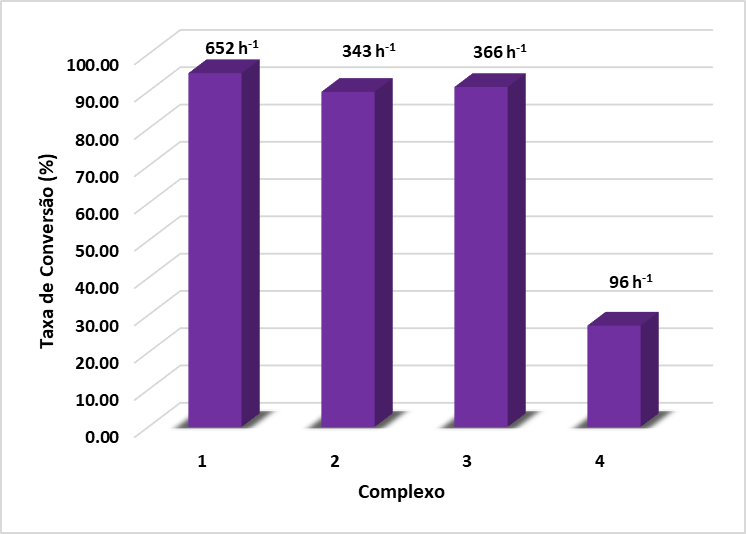 652 h-1
343 h-1
366 h-1
96 h-1
100.00
90.00
80.00
70.00
60.00
50.00
40.00
30.00
20.00
10.00
0.00
Taxa de Conversão (%)
1 2 3 4
Complexo